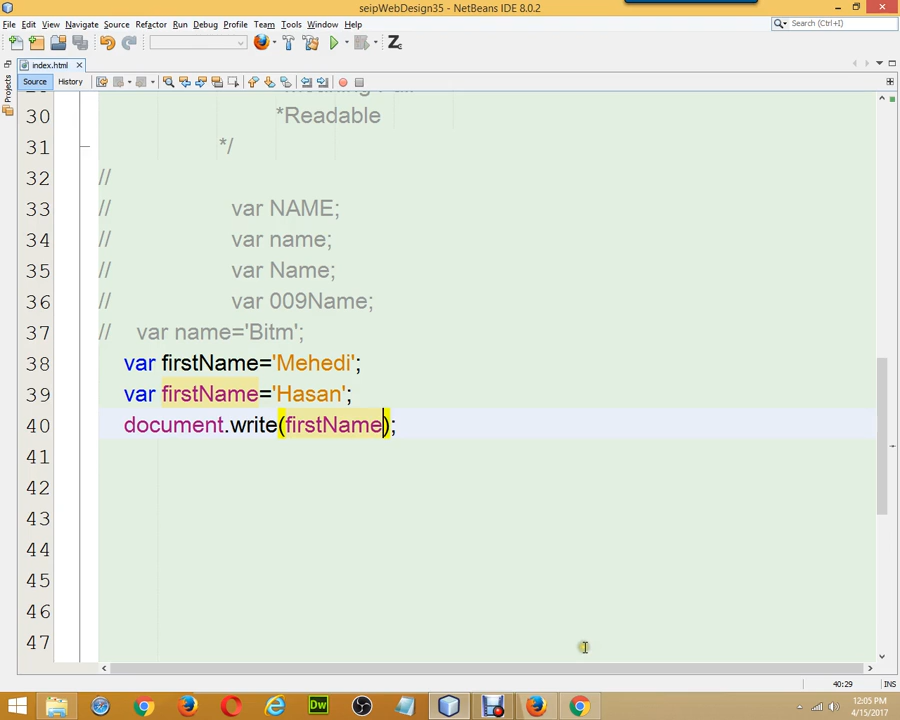 seipWebDesign35 - NetBeans IDE 8.0.2
File Edit View Navigate Source Refactor Run Debug Profile Team Tools Window Help
Search (Ctrl+I)
index.html
Source History
Projects
30 *Readable
31 */
32 //
33 // var NAME;
34 // var name;
35 // var Name;
36 // var 009Name;
37 // var name='Bitm';
38 var firstName='Mehedi';
39 var firstName='Hasan';
40 document.write(firstName);
41
42
43
44
45
46
47
40:29 INS
Dw
12:05 PM
4/15/2017